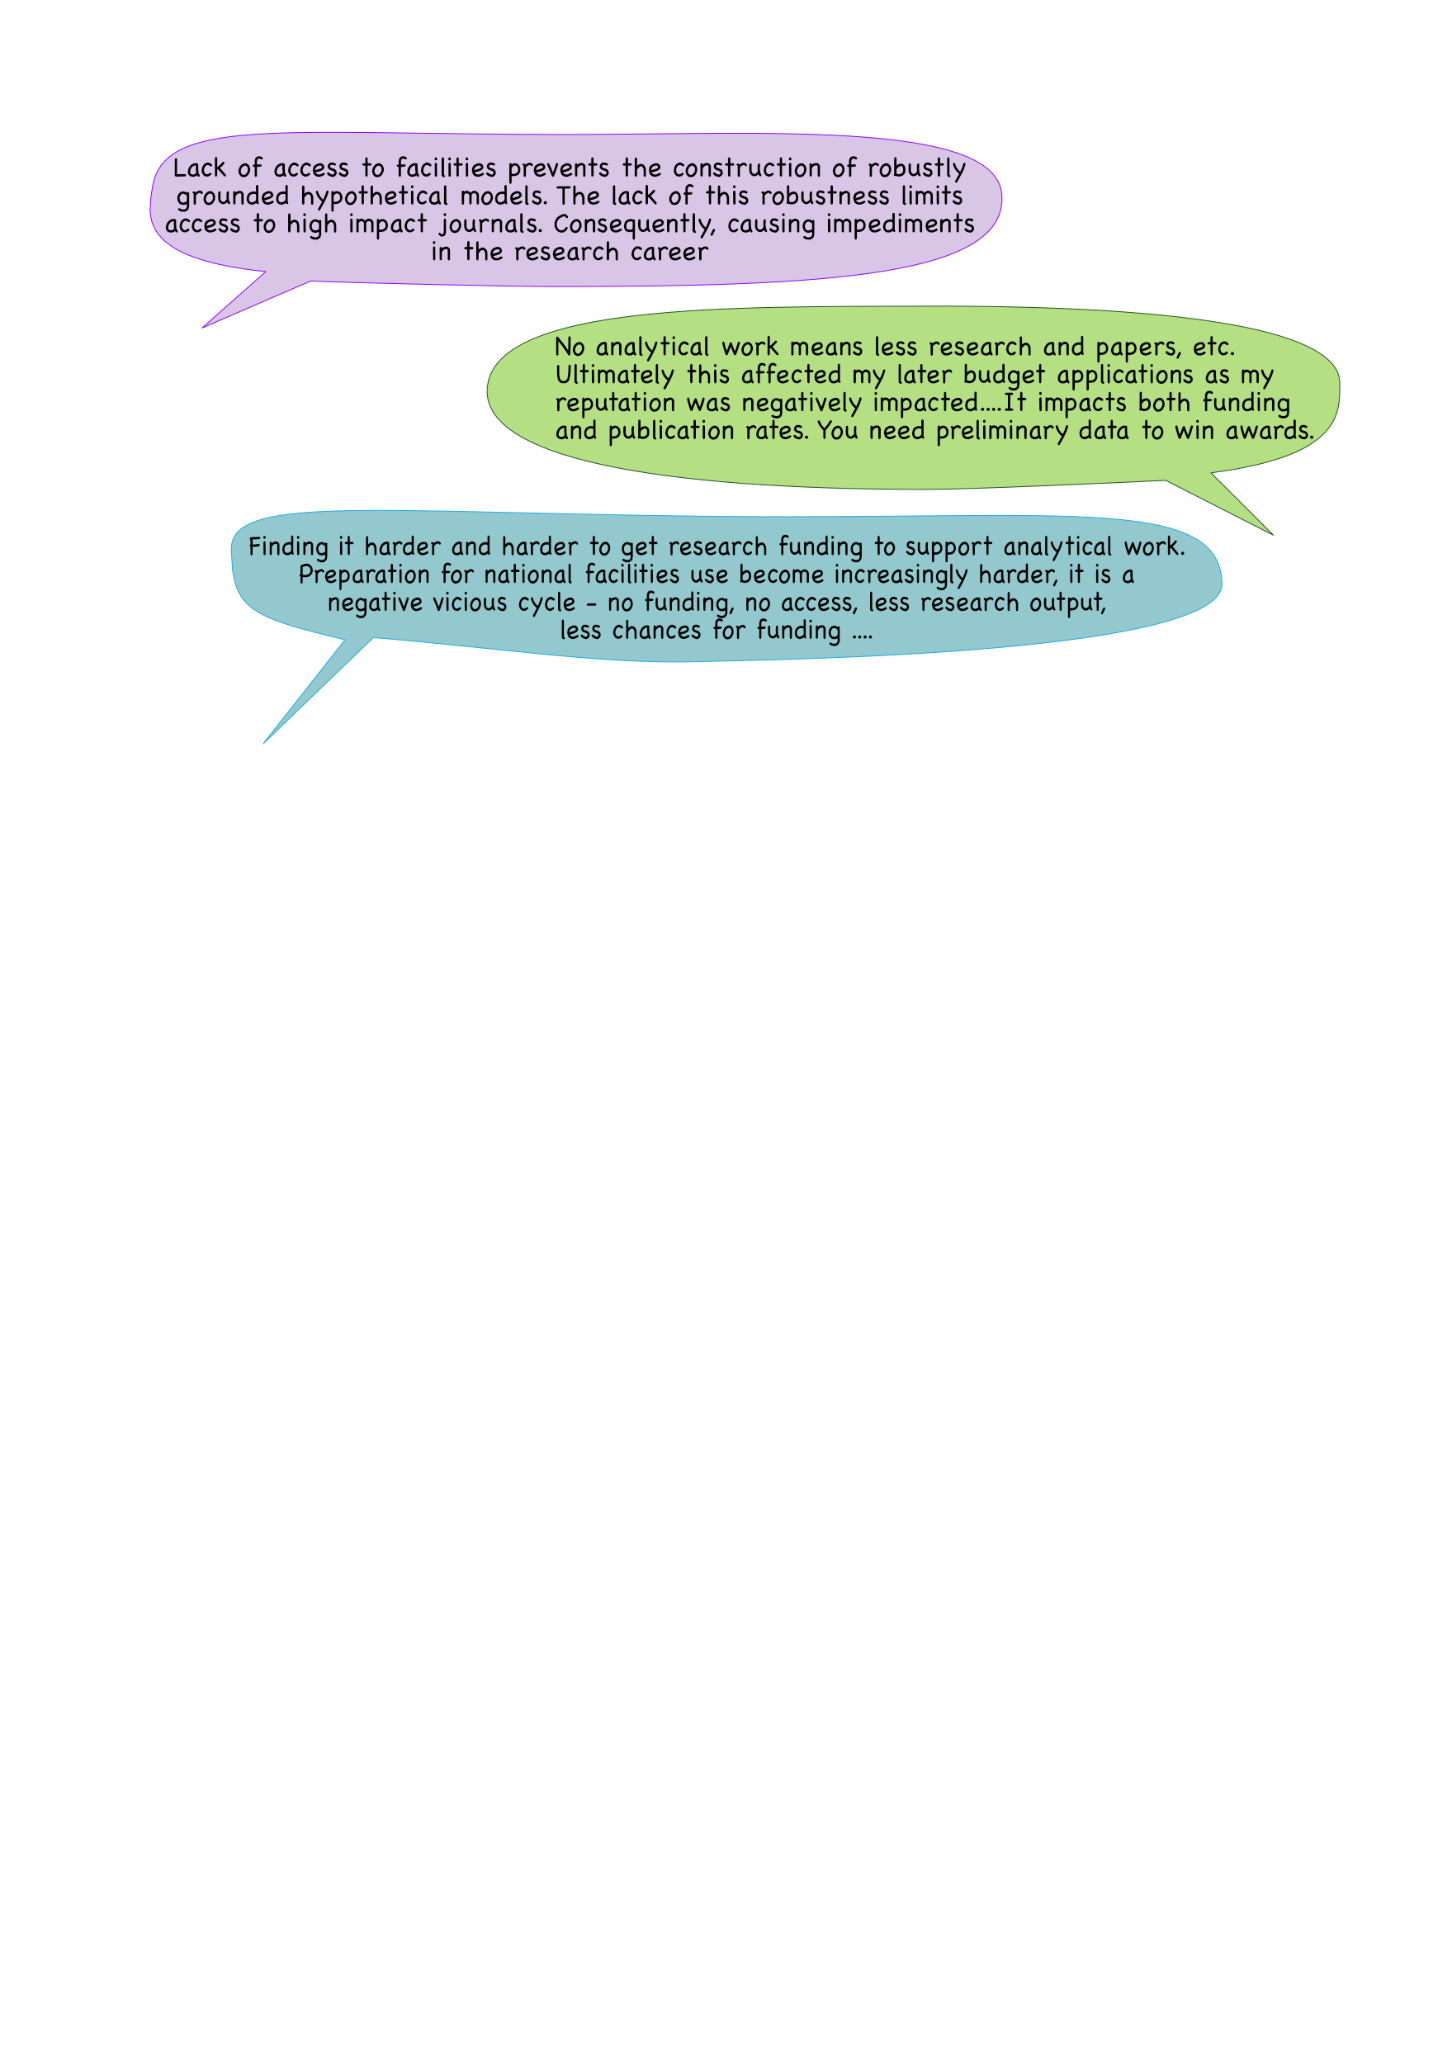 Lack of access to facilities prevents the construction of robustly
grounded hypothetical models. The lack of this robustness limits
access to high impact journals. Consequently, causing impediments
in the research career
No analytical work means less research and papers, etc.
Ultimately this affected my later budget applications as my
reputation was negatively impacted....It impacts both funding
and publication rates. You need preliminary data to win awards.
Finding it harder and harder to get research funding to support analytical work.
Preparation for national facilities use become increasingly harder, it is a
negative vicious cycle - no funding, no access, less research output,
less chances for funding ....